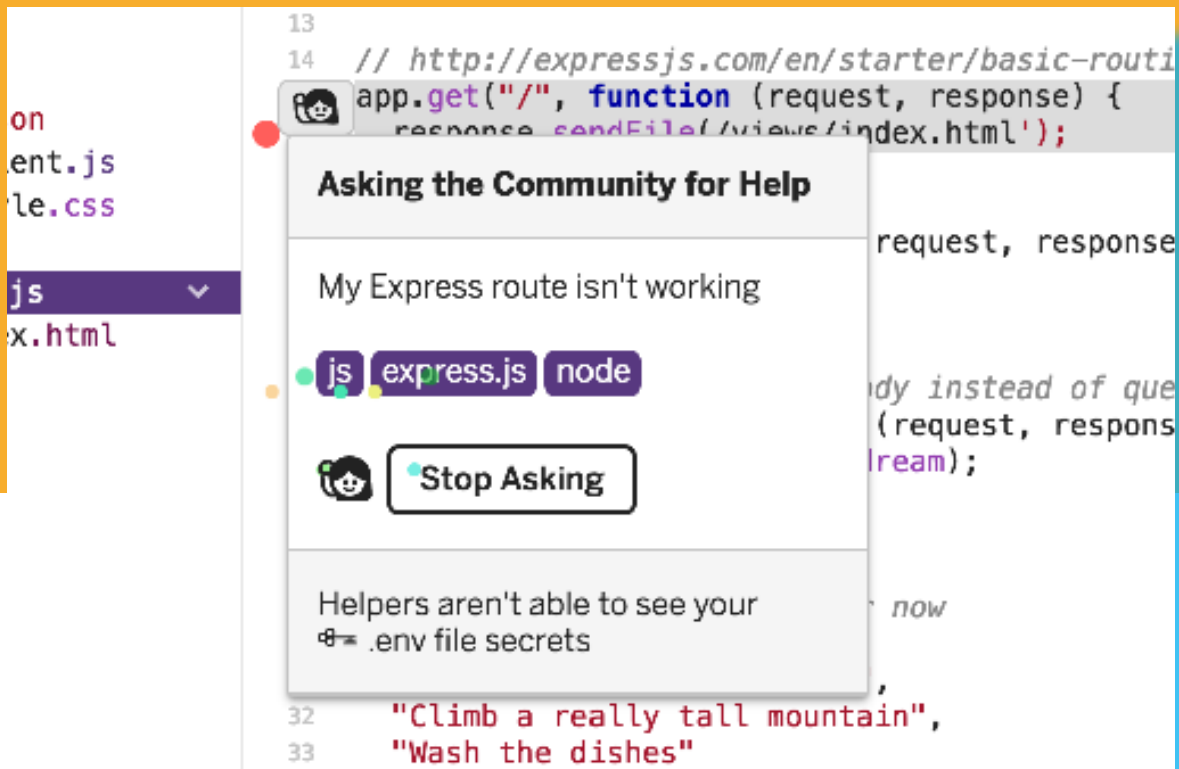 13
14 // http://expressjs.com/en/starter/basic-routi
app.get("/", function (request, response) {
response sendFile(/views/index.html');
on
ent.js
le.css
js
x.html
Asking the Community for Help
My Express route isn't working
js express.js node
Stop Asking
Helpers aren't able to see your
.env file secrets
request, response
dy instead of que
(request, respons
ream);
now
,
32 "Climb a really tall mountain",
33 "Wash the dishes"